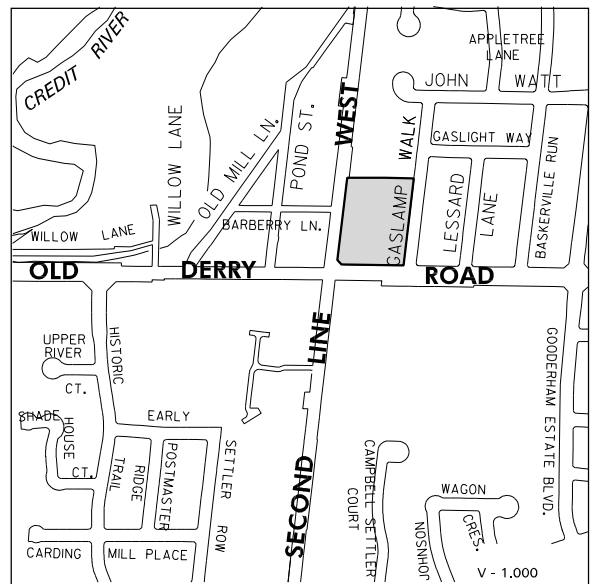 CREDIT RIVER
APPLETREE
LANE
JOHN WATT
WEST
WALK
GASLIGHT WAY
WILLOW LANE
OLD MILL LN.
POND ST.
GASLAMP
LESSARD
LANE
BASKERVILLE RUN
BARBERRY LN.
WILLOW LANE
OLD DERRY ROAD
LINE
UPPER
RIVER
CT.
HISTORIC
TRAIL
GOODERHAM ESTATE BLVD.
SHADE
HOUSE
CT.
EARLY
SETTLER
ROW
RIDGE
POSTMASTER
SECOND
CAMPBELL SETTLER
COURT
WAGON
CRES.
NOSNHOJ
CARDING MILL PLACE
V - 1.000